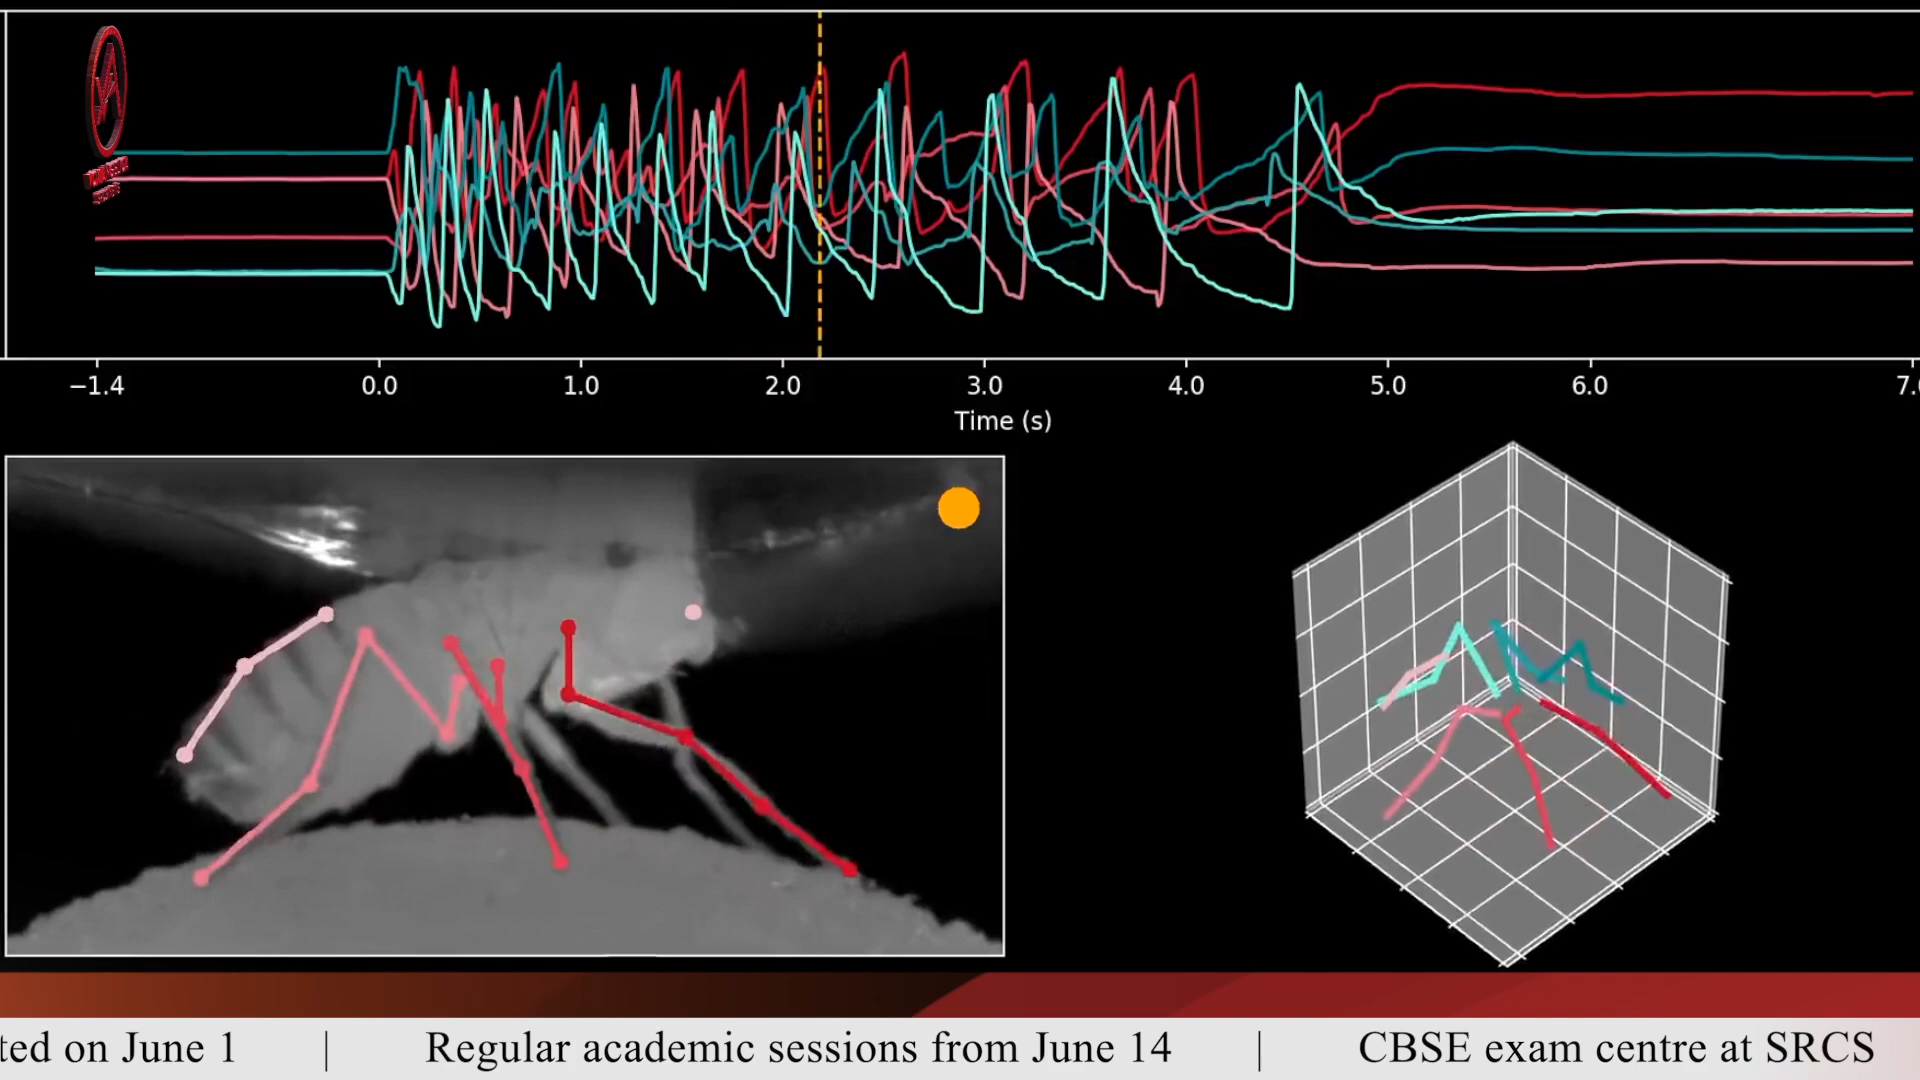 −1.4 0.0 1.0 2.0 3.0 4.0 5.0 6.0 7.
Time (s)
ted on June 1 | Regular academic sessions from June 14 | CBSE exam centre at SRCS